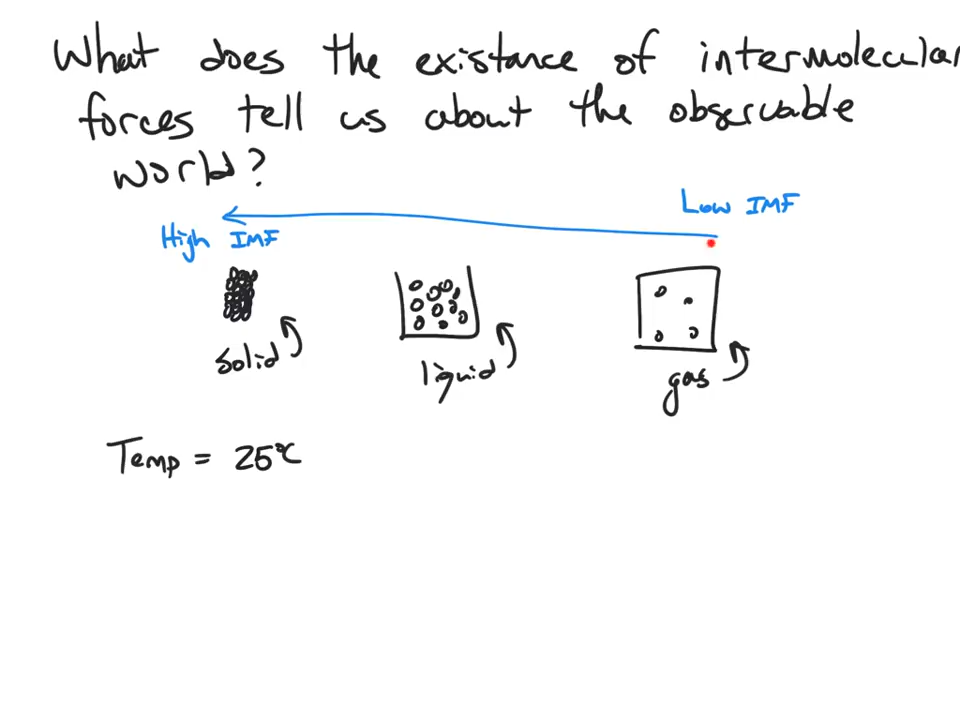 What does the existance of intermolecular
forces tell us about the observable
world?
Low IMF
High IMF
solid
liquid
gas
Temp = 25°C